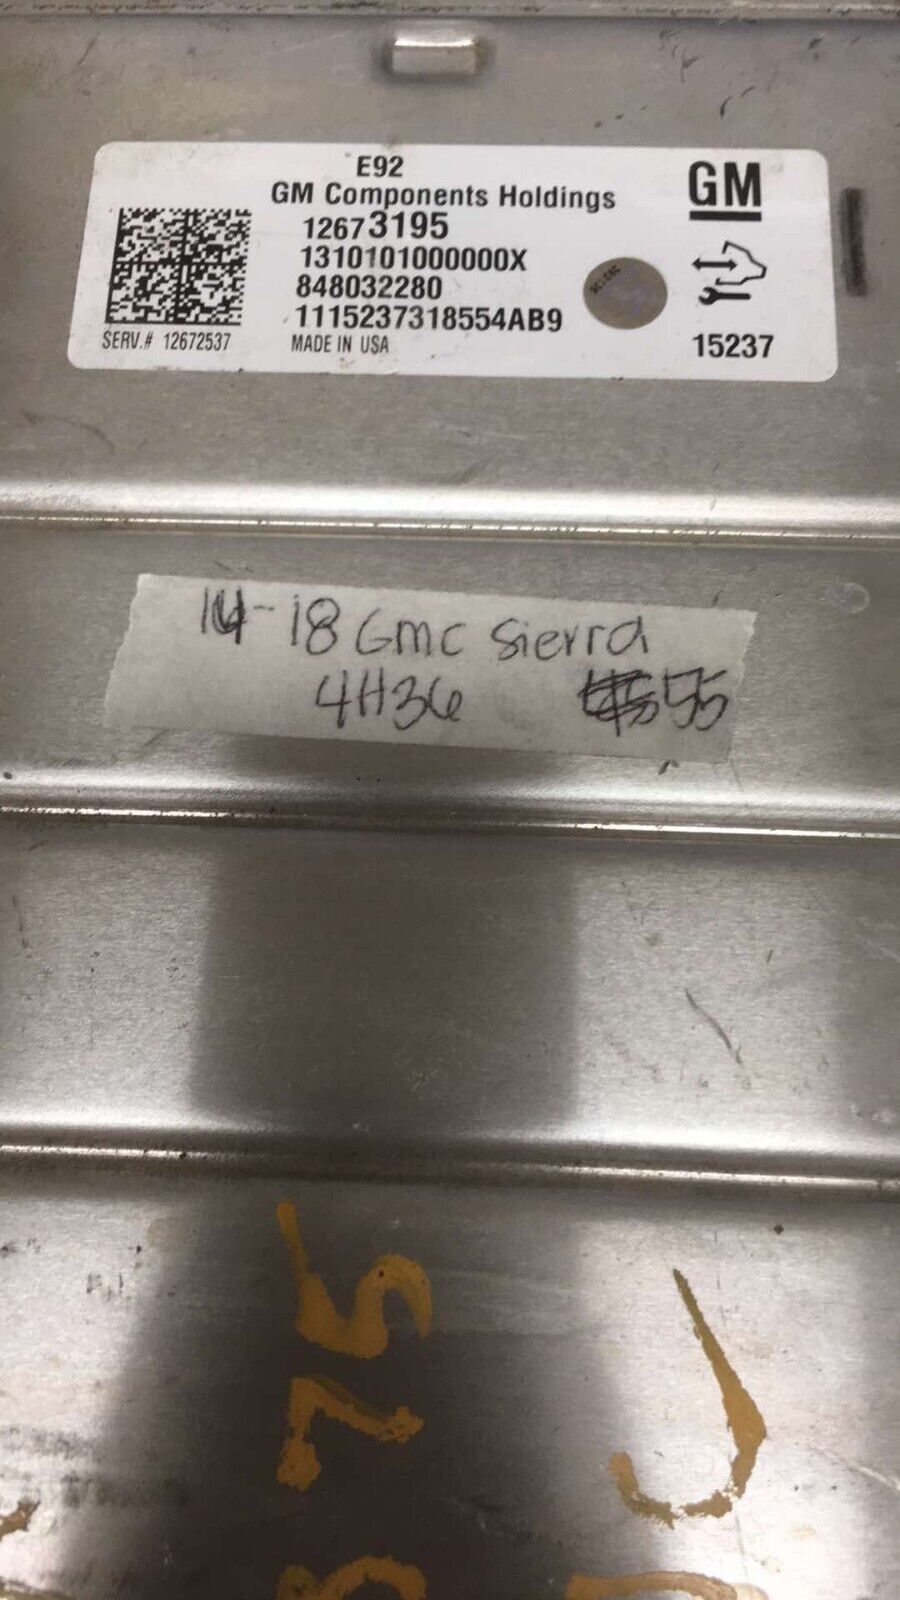 E92
GM Components Holdings
12673195
1310101000000X
848032280
1115237318554AB9
SERV.# 12672537
MADE IN USA
GM
15237
14-18 GMC Sierra
4H36 55